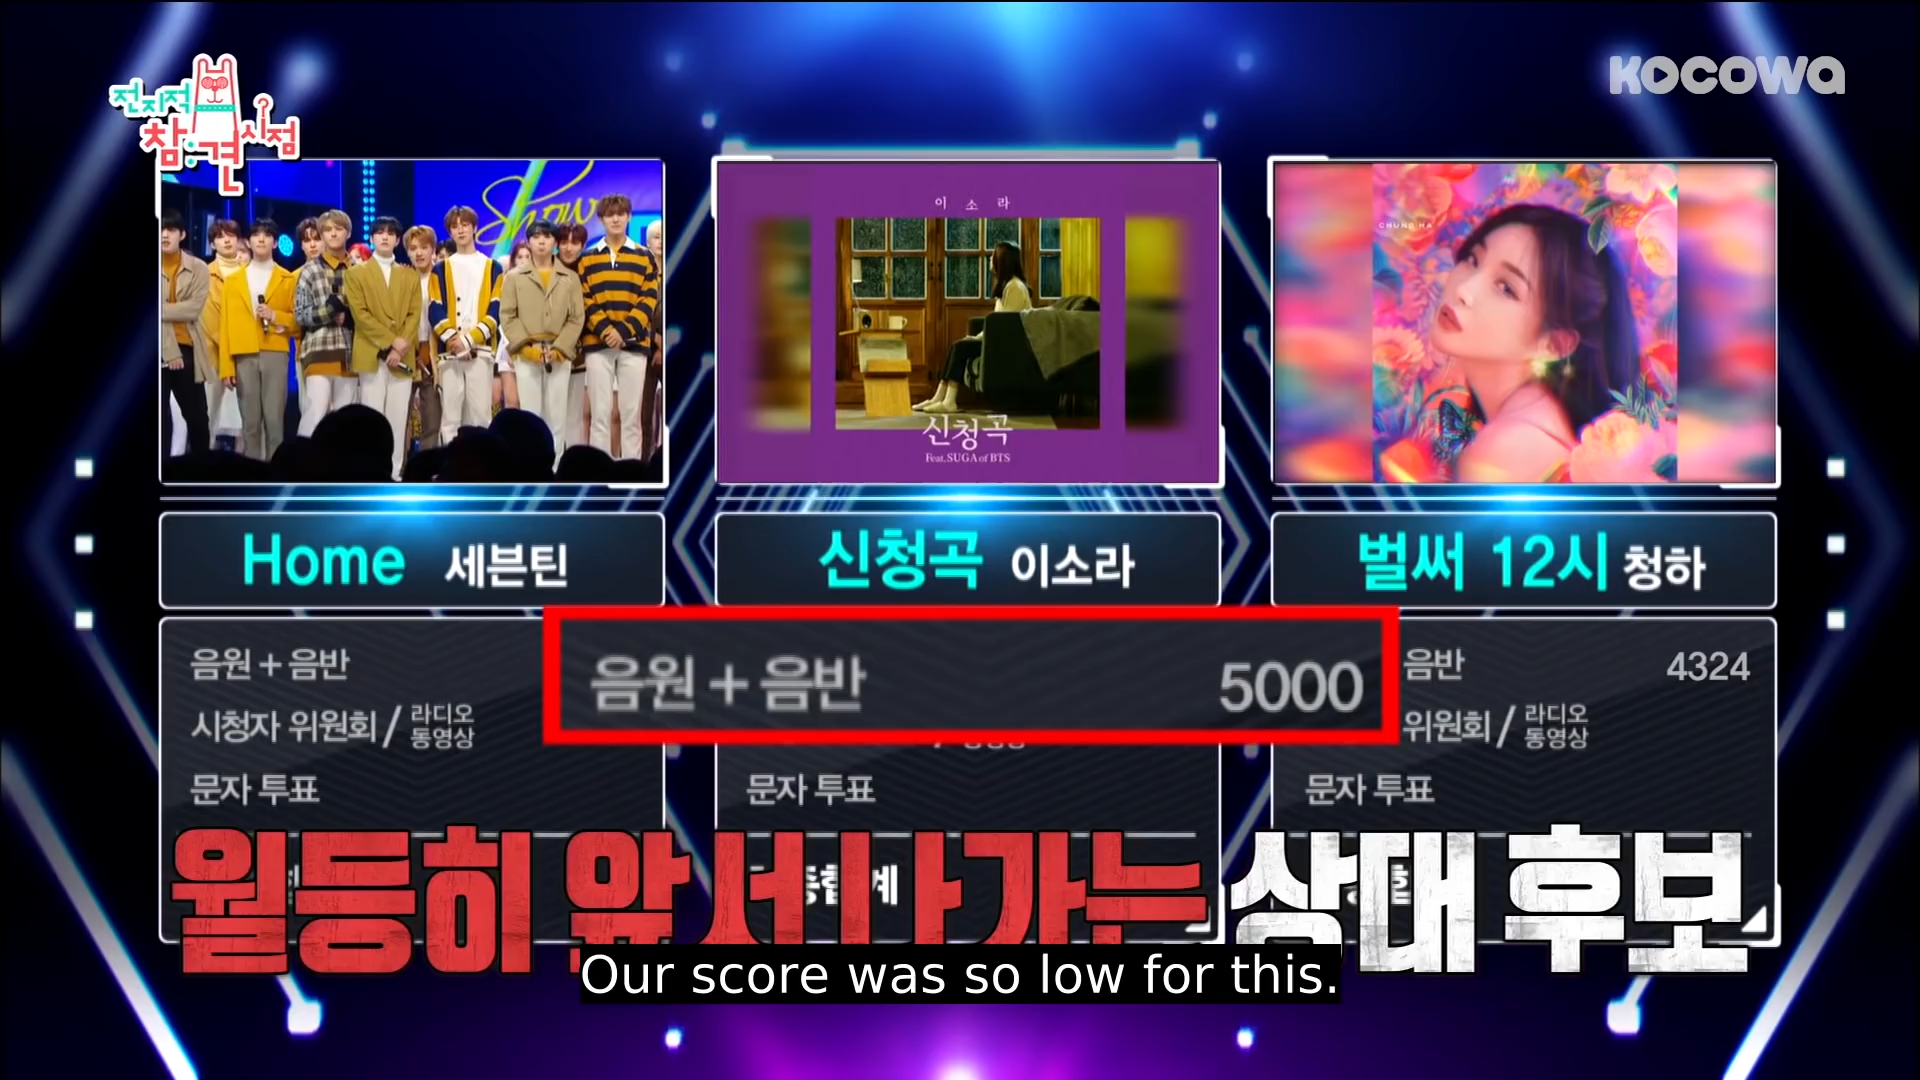 전지적
참견
시점
KOCOWA
Show
이소라
신청곡
Feat. SUGA of BTS
CHUNG HA
Home 세븐틴
신청곡 이소라
벌써 12시 청하
음원 + 음반
시청자 위원회 / 라디오 동영상
문자 투표
음원 + 음반 5000
문자 투표
음반 4324
위원회 / 라디오 동영상
문자 투표
월등히 앞서나가는 상대 후보
Our score was so low for this.